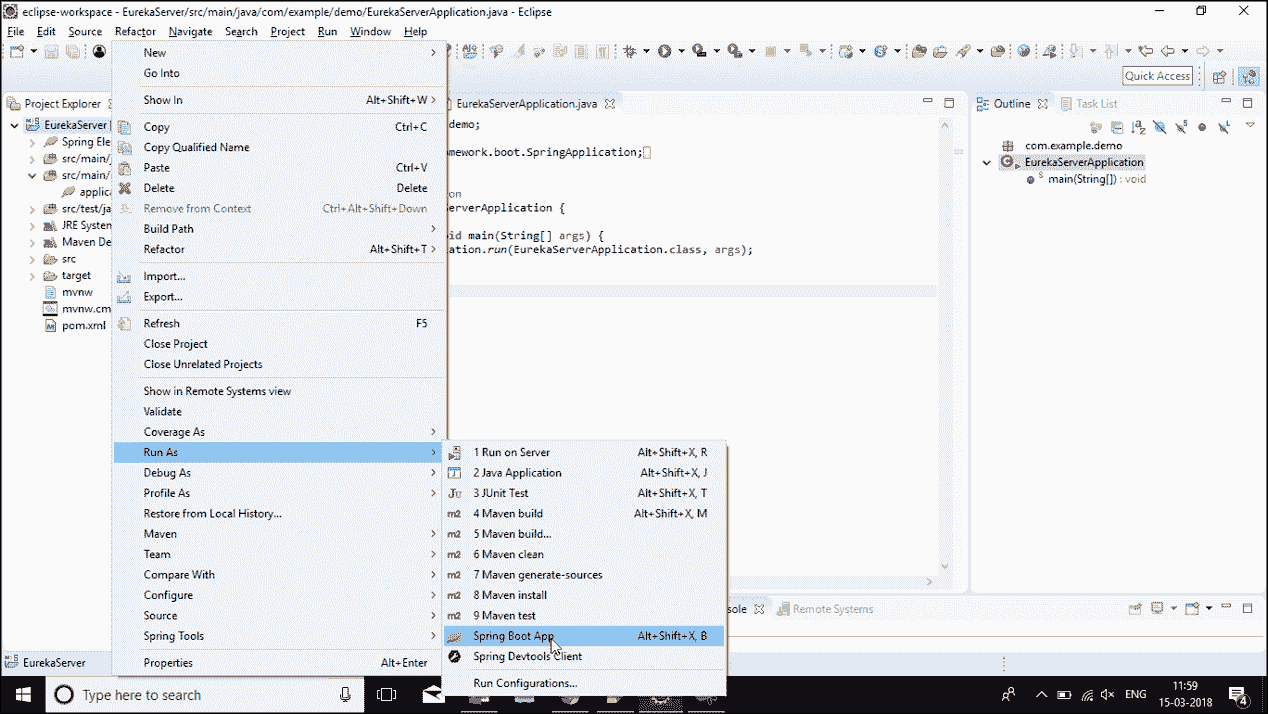 eclipse-workspace - EurekaServer/src/main/java/com/example/demo/EurekaServerApplication.java - Eclipse
File Edit Source Refactor Navigate Search Project Run Window Help
Quick Access
Project Explorer
EurekaServer
Spring Ele
src/main/j
src/main/
applica
src/test/ja
JRE System
Maven De
src
target
mvnw
mvnw.cm
pom.xml
New
Go Into
Show In Alt+Shift+W
Copy Ctrl+C
Copy Qualified Name
Paste Ctrl+V
Delete Delete
Remove from Context Ctrl+Alt+Shift+Down
Build Path
Refactor Alt+Shift+T
Import...
Export...
Refresh F5
Close Project
Close Unrelated Projects
Show in Remote Systems view
Validate
Coverage As
Run As
Debug As
Profile As
Restore from Local History...
Maven
Team
Compare With
Configure
Source
Spring Tools
Properties Alt+Enter
1 Run on Server Alt+Shift+X, R
2 Java Application Alt+Shift+X, J
3 JUnit Test Alt+Shift+X, T
4 Maven build Alt+Shift+X, M
5 Maven build...
6 Maven clean
7 Maven generate-sources
8 Maven install
9 Maven test
Spring Boot App Alt+Shift+X, B
Spring Devtools Client
Run Configurations...
EurekaServerApplication.java
demo;
mework.boot.SpringApplication;
on
ServerApplication {
id main(String[] args) {
ation.run(EurekaServerApplication.class, args);
Outline Task List
com.example.demo
EurekaServerApplication
main(String[]) : void
sole Remote Systems
EurekaServer
Type here to search
ENG
11:59
15-03-2018
4